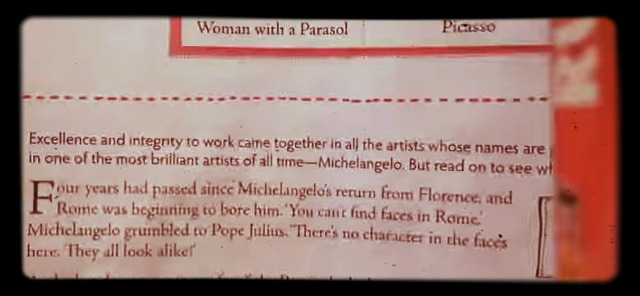 Woman with a Parasol
Picasso
Excellence and integrity to work came together in all the artists whose names are
in one of the most brilliant artists of all time—Michelangelo. But read on to see wh
Four years had passed since Michelangelo's return from Florence, and
Rome was beginning to bore him. 'You can't find faces in Rome,'
Michelangelo grumbled to Pope Julius. 'There's no character in the faces
here. They all look alike!'